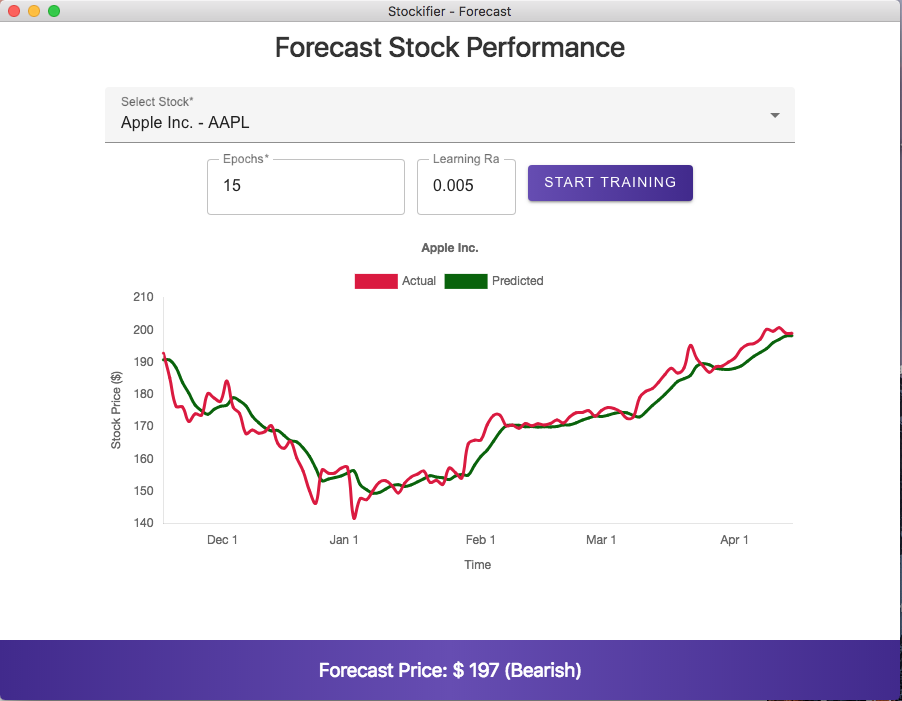 Stockifier - Forecast
Forecast Stock Performance
Select Stock*
Apple Inc. - AAPL
Epochs*
15
Learning Ra
0.005
START TRAINING
Apple Inc.
Actual
Predicted
210
200
190
180
170
160
150
140
Stock Price ($)
Dec 1
Jan 1
Feb 1
Mar 1
Apr 1
Time
Forecast Price: $ 197 (Bearish)